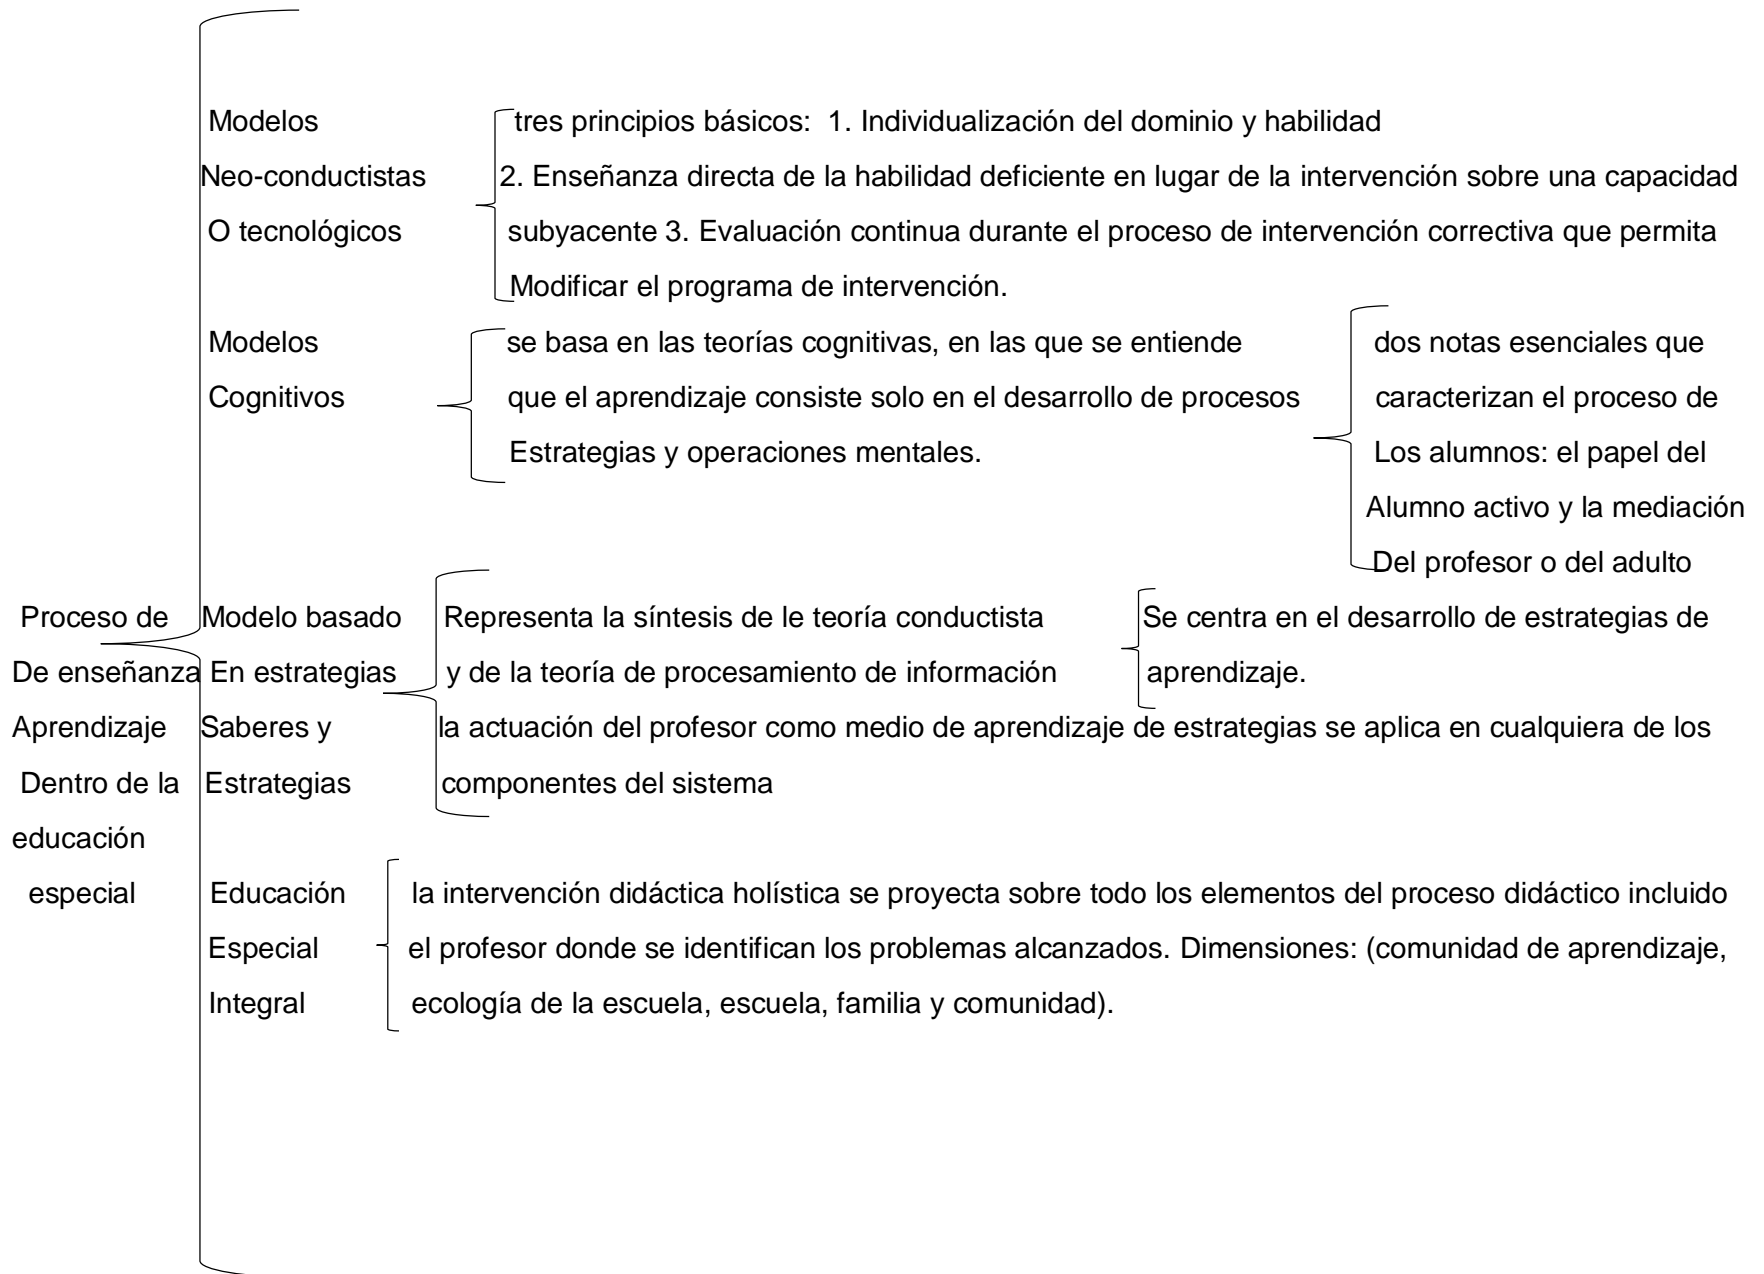 Modelos tres principios básicos: 1. Individualización del dominio y habilidad
Neo-conductistas 2. Enseñanza directa de la habilidad deficiente en lugar de la intervención sobre una capacidad
O tecnológicos subyacente 3. Evaluación continua durante el proceso de intervención correctiva que permita
Modificar el programa de intervención.
Modelos se basa en las teorías cognitivas, en las que se entiende dos notas esenciales que
Cognitivos que el aprendizaje consiste solo en el desarrollo de procesos caracterizan el proceso de
Estrategias y operaciones mentales. Los alumnos: el papel del
Alumno activo y la mediación
Del profesor o del adulto
Proceso de Modelo basado Representa la síntesis de le teoría conductista Se centra en el desarrollo de estrategias de
De enseñanza En estrategias y de la teoría de procesamiento de información aprendizaje.
Aprendizaje Saberes y la actuación del profesor como medio de aprendizaje de estrategias se aplica en cualquiera de los
Dentro de la Estrategias componentes del sistema
educación
especial Educación la intervención didáctica holística se proyecta sobre todo los elementos del proceso didáctico incluido
Especial el profesor donde se identifican los problemas alcanzados. Dimensiones: (comunidad de aprendizaje,
Integral ecología de la escuela, escuela, familia y comunidad).